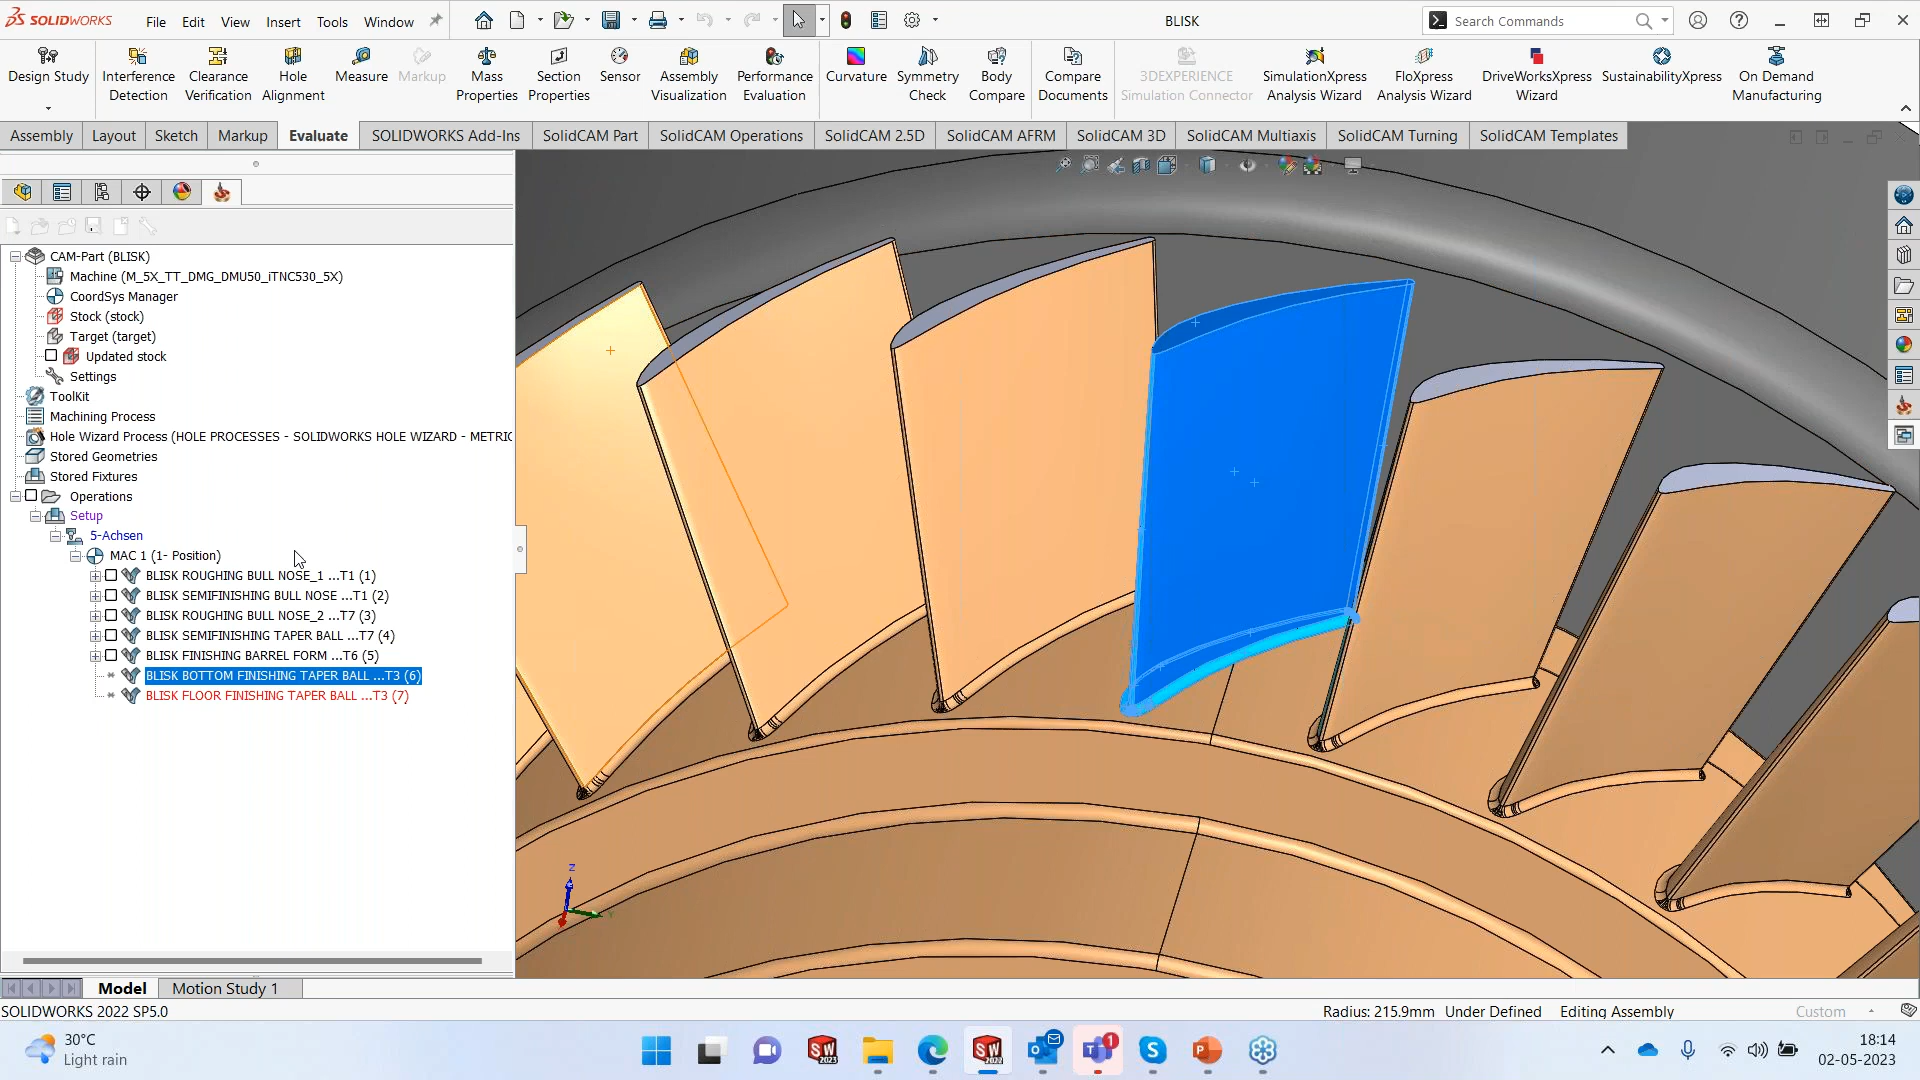 SOLIDWORKS File Edit View Insert Tools Window BLISK Search Commands
Design Study Interference Detection Clearance Verification Hole Alignment Measure Markup Mass Properties Section Properties Sensor Assembly Visualization Performance Evaluation Curvature Symmetry Check Body Compare Compare Documents 3DEXPERIENCE Simulation Connector SimulationXpress Analysis Wizard FloXpress Analysis Wizard DriveWorksXpress Wizard SustainabilityXpress On Demand Manufacturing
Assembly Layout Sketch Markup Evaluate SOLIDWORKS Add-Ins SolidCAM Part SolidCAM Operations SolidCAM 2.5D SolidCAM AFRM SolidCAM 3D SolidCAM Multiaxis SolidCAM Turning SolidCAM Templates
CAM-Part (BLISK)
Machine (M_5X_TT_DMG_DMU50_iTNC530_5X)
CoordSys Manager
Stock (stock)
Target (target)
Updated stock
Settings
ToolKit
Machining Process
Hole Wizard Process (HOLE PROCESSES - SOLIDWORKS HOLE WIZARD - METRIC
Stored Geometries
Stored Fixtures
Operations
Setup
5-Achsen
MAC 1 (1- Position)
BLISK ROUGHING BULL NOSE_1 ...T1 (1)
BLISK SEMIFINISHING BULL NOSE ...T1 (2)
BLISK ROUGHING BULL NOSE_2 ...T7 (3)
BLISK SEMIFINISHING TAPER BALL ...T7 (4)
BLISK FINISHING BARREL FORM ...T6 (5)
BLISK BOTTOM FINISHING TAPER BALL ...T3 (6)
BLISK FLOOR FINISHING TAPER BALL ...T3 (7)
Z
Y
Model Motion Study 1
SOLIDWORKS 2022 SP5.0 Radius: 215.9mm Under Defined Editing Assembly Custom
30°C
Light rain
SW 2023
SW 2022
1
18:14
02-05-2023